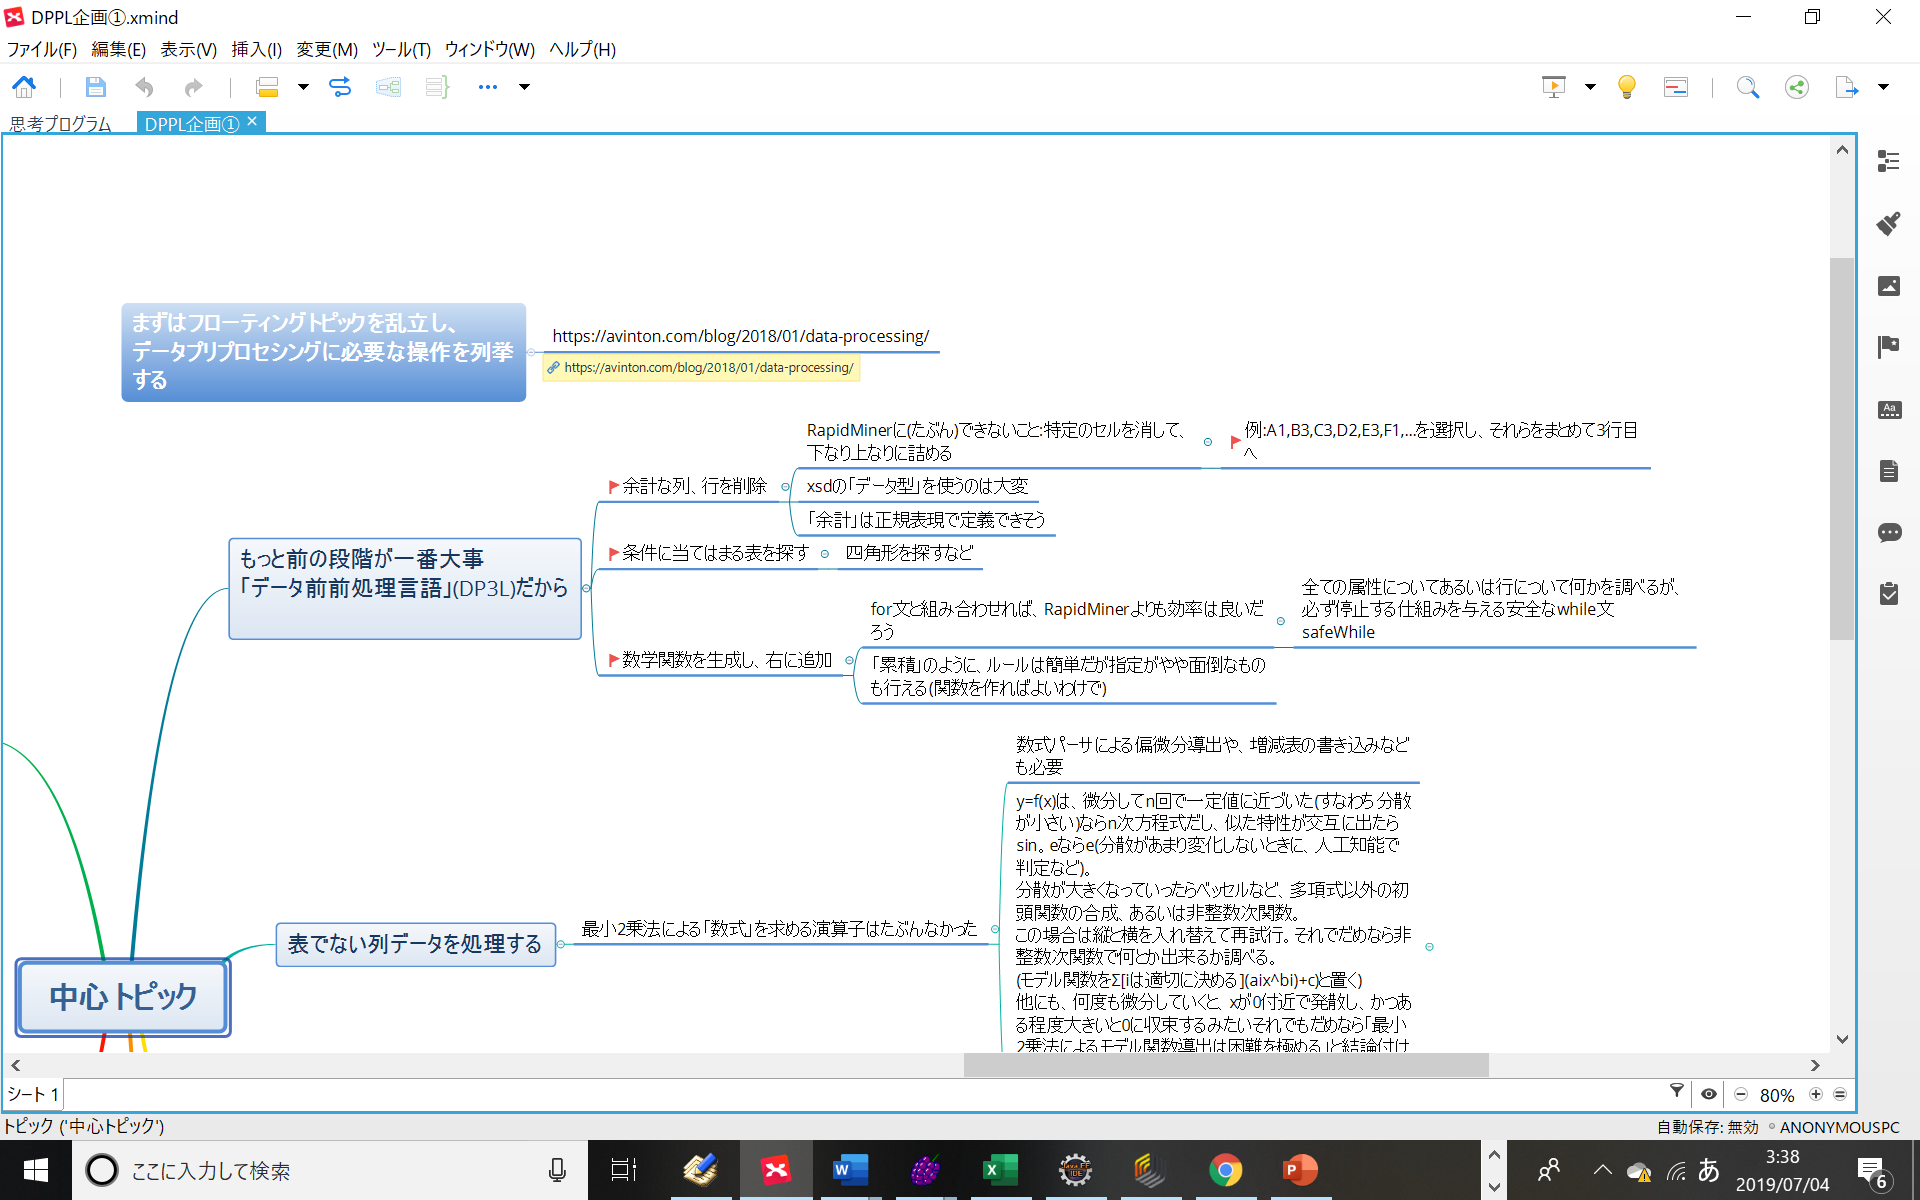 DPPL企画①.xmind
ファイル(F) 編集(E) 表示(V) 挿入(I) 変更(M) ツール(T) ウィンドウ(W) ヘルプ(H)
思考プログラム
DPPL企画①
まずはフローティングトピックを乱立し、
データプリプロセシングに必要な操作を列挙
する
https://avinton.com/blog/2018/01/data-processing/
https://avinton.com/blog/2018/01/data-processing/
もっと前の段階が一番大事
「データ前前処理言語」(DP3L)だから
余計な列、行を削除
RapidMinerに(たぶん)できないこと:特定のセルを消して、
下なり上なりに詰める
例:A1,B3,C3,D2,E3,F1,...を選択し、それらをまとめて3行目
へ
xsdの「データ型」を使うのは大変
「余計」は正規表現で定義できそう
条件に当てはまる表を探す
四角形を探すなど
数学関数を生成し、右に追加
for文と組み合わせれば、RapidMinerよりも効率は良いだ
ろう
全ての属性についてあるいは行について何かを調べるが、
必ず停止する仕組みを与える安全なwhile文
safeWhile
「累積」のように、ルールは簡単だが指定がやや面倒なもの
も行える(関数を作ればよいわけで)
表でない列データを処理する
最小2乗法による「数式」を求める演算子はたぶんなかった
数式パーサによる偏微分導出や、増減表の書き込みなど
も必要
y=f(x)は、微分してn回で一定値に近づいた(すなわち分散
が小さい)ならn次方程式だし、似た特性が交互に出たら
sin。eならe(分散があまり変化しないときに、人工知能で
判定など)。
分散が大きくなっていったらベッセルなど、多項式以外の初
頭関数の合成、あるいは非整数次関数。
この場合は縦と横を入れ替えて再試行。それでだめなら非
整数次関数で何とか出来るか調べる。
(モデル関数をΣ[iは適切に決める](aix^bi)+c)と置く)
他にも、何度も微分していくと、xが0付近で発散し、かつあ
る程度大きいと0に収束するみたいそれでもだめなら「最小
2乗法によるモデル関数導出は困難を極める」と結論付け
中心トピック
シート 1
80%
トピック ('中心トピック')
自動保存: 無効
ANONYMOUSPC
ここに入力して検索
あ
3:38
2019/07/04
6